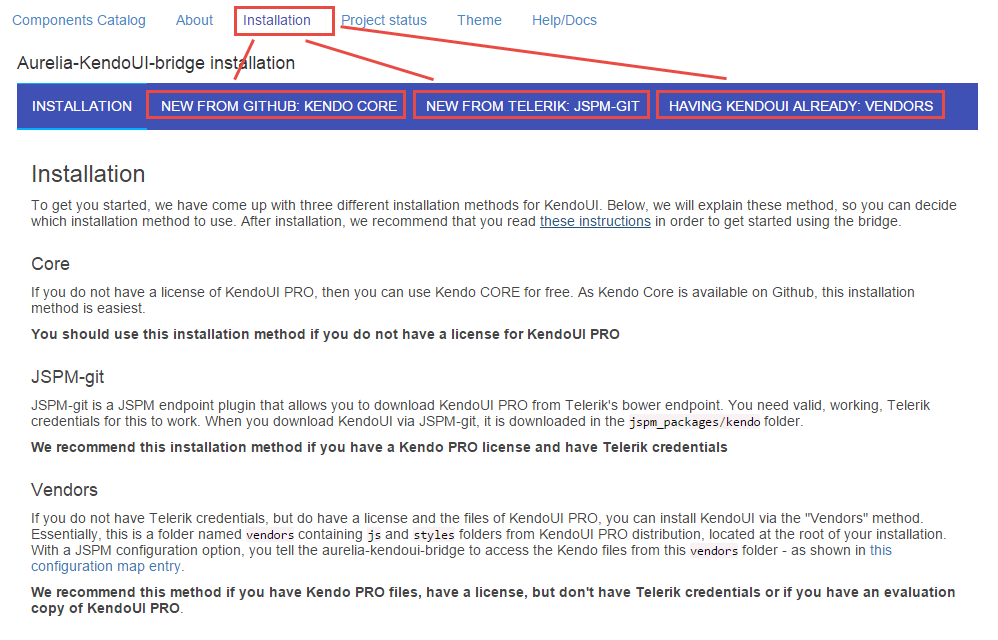 Components Catalog About Installation Project status Theme Help/Docs
Aurelia-KendoUI-bridge installation
INSTALLATION NEW FROM GITHUB: KENDO CORE NEW FROM TELERIK: JSPM-GIT HAVING KENDOUI ALREADY: VENDORS
Installation
To get you started, we have come up with three different installation methods for KendoUI. Below, we will explain these method, so you can decide
which installation method to use. After installation, we recommend that you read these instructions in order to get started using the bridge.
Core
If you do not have a license of KendoUI PRO, then you can use Kendo CORE for free. As Kendo Core is available on Github, this installation
method is easiest.
You should use this installation method if you do not have a license for KendoUI PRO
JSPM-git
JSPM-git is a JSPM endpoint plugin that allows you to download KendoUI PRO from Telerik's bower endpoint. You need valid, working, Telerik
credentials for this to work. When you download KendoUI via JSPM-git, it is downloaded in the jspm_packages/kendo folder.
We recommend this installation method if you have a Kendo PRO license and have Telerik credentials
Vendors
If you do not have Telerik credentials, but do have a license and the files of KendoUI PRO, you can install KendoUI via the "Vendors" method.
Essentially, this is a folder named vendors containing js and styles folders from KendoUI PRO distribution, located at the root of your installation.
With a JSPM configuration option, you tell the aurelia-kendoui-bridge to access the Kendo files from this vendors folder - as shown in this
configuration map entry.
We recommend this method if you have Kendo PRO files, have a license, but don't have Telerik credentials or if you have an evaluation
copy of KendoUI PRO.